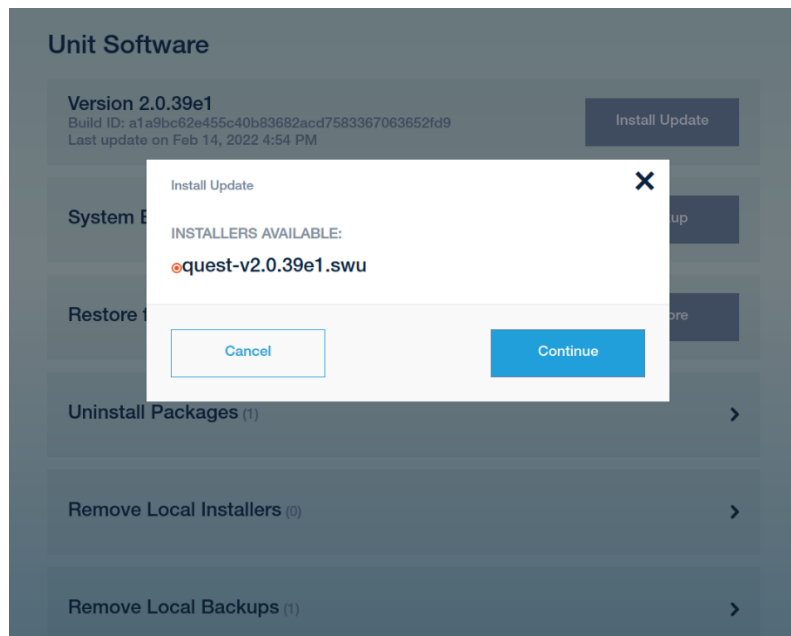 Unit Software
Version 2.0.39e1
Build ID: a1a9bc62e455c40b83682acd7583367063652fd9
Last update on Feb 14, 2022 4:54 PM
Install Update
Install Update
INSTALLERS AVAILABLE:
quest-v2.0.39e1.swu
Cancel
Continue
System
Restore
Uninstall Packages (1)
Remove Local Installers (0)
Remove Local Backups (1)